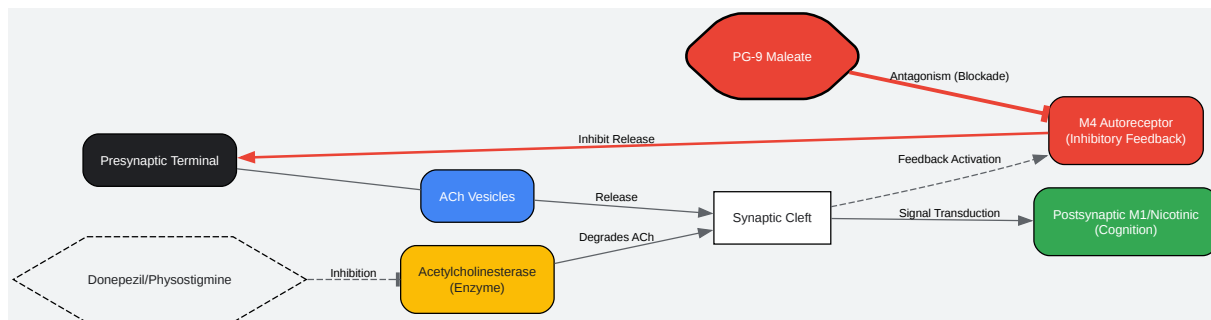 PG-9 Maleate
Antagonism (Blockade)
M4 Autoreceptor
(Inhibitory Feedback)
Inhibit Release
Presynaptic Terminal
Feedback Activation
ACh Vesicles
Release
Synaptic Cleft
Signal Transduction
Postsynaptic M1/Nicotinic
(Cognition)
Degrades ACh
Donepezil/Physostigmine
Inhibition
Acetylcholinesterase
(Enzyme)